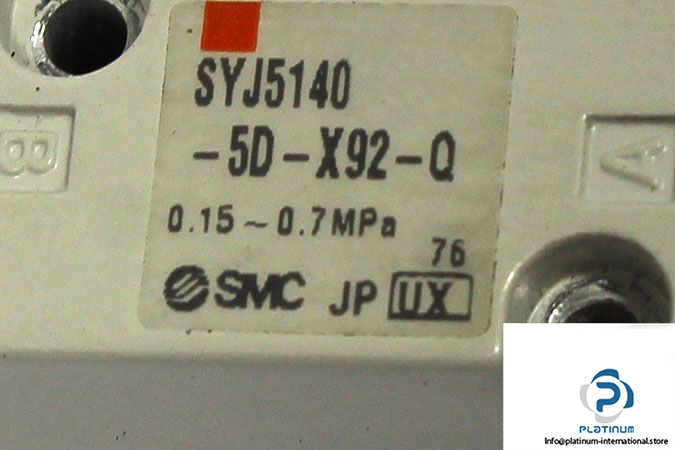 SYJ5140
-5D-X92-Q
0.15~0.7MPa
76
SMC JP UX
B
A
PLATINUM
Info@platinum-international.store